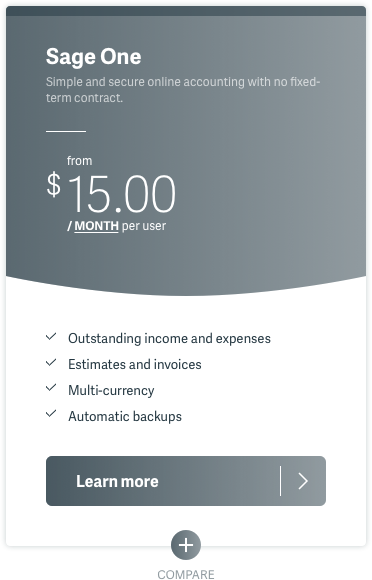 Sage One
Simple and secure online accounting with no fixed-
term contract.
from
$ 15.00
/ MONTH per user
Outstanding income and expenses
Estimates and invoices
Multi-currency
Automatic backups
Learn more
COMPARE